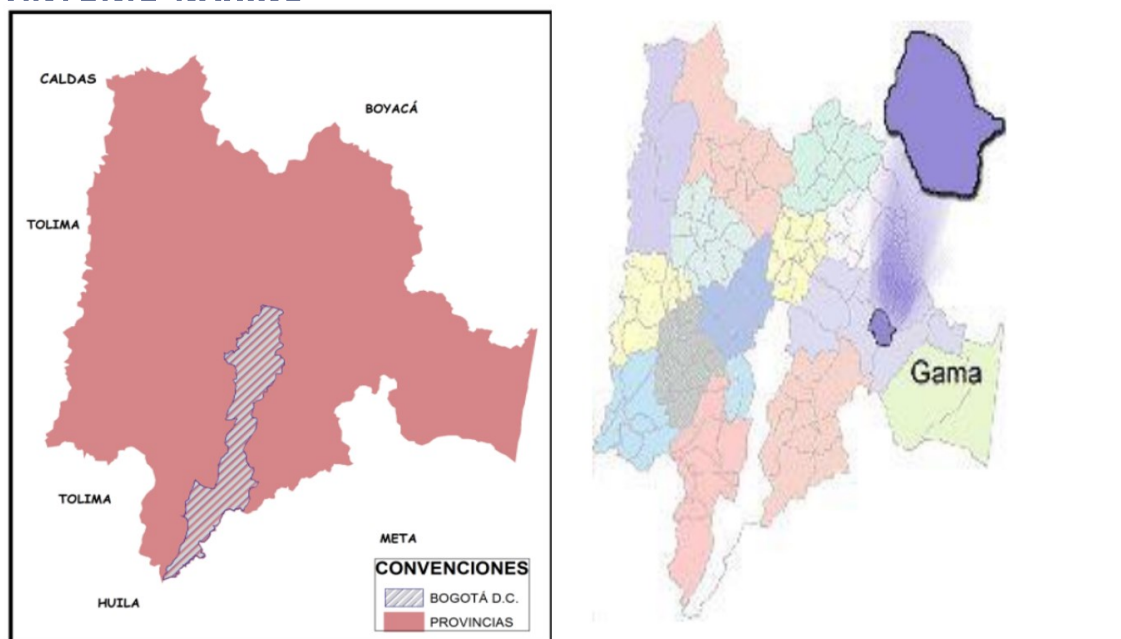 CALDAS
BOYACÁ
TOLIMA
TOLIMA
META
HUILA
CONVENCIONES
BOGOTÁ D.C.
PROVINCIAS
Gama